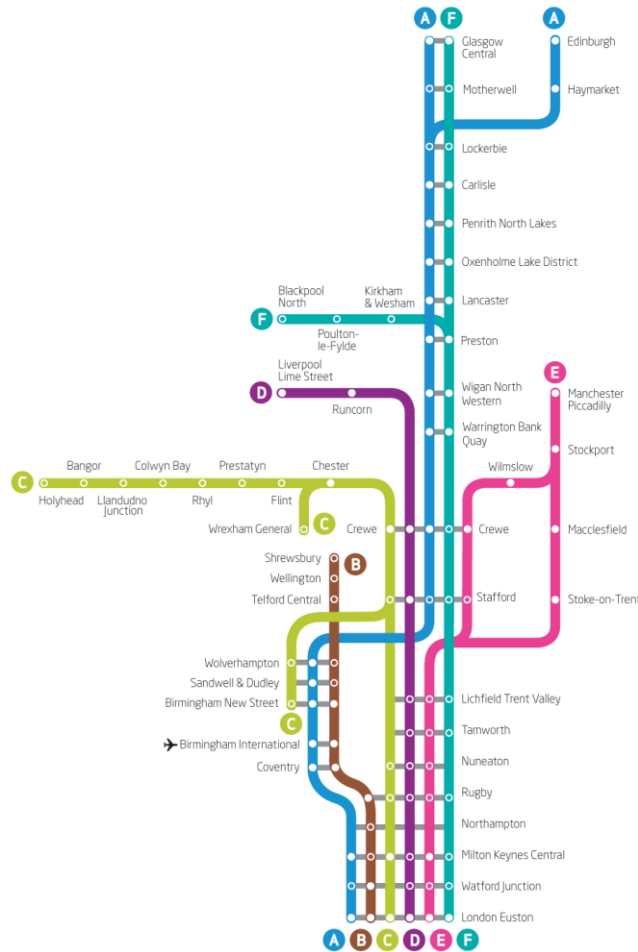 A
F
A
Glasgow
Central
Edinburgh
Motherwell
Haymarket
Lockerbie
Carlisle
Penrith North Lakes
Oxenholme Lake District
Blackpool
North
Kirkham
& Wesham
Lancaster
F
Poulton-
le-Fylde
Preston
Liverpool
Lime Street
E
D
Runcorn
Wigan North
Western
Manchester
Piccadilly
Warrington Bank
Quay
Stockport
Bangor
Colwyn Bay
Prestatyn
Chester
Wilmslow
C
Holyhead
Llandudno
Junction
Rhyl
Flint
Wrexham General
C
Crewe
Crewe
Macclesfield
Shrewsbury
B
Wellington
Telford Central
Stafford
Stoke-on-Trent
Wolverhampton
Sandwell & Dudley
Birmingham New Street
C
Lichfield Trent Valley
Tamworth
Birmingham International
Coventry
Nuneaton
Rugby
Northampton
Milton Keynes Central
Watford Junction
London Euston
A B C D E F